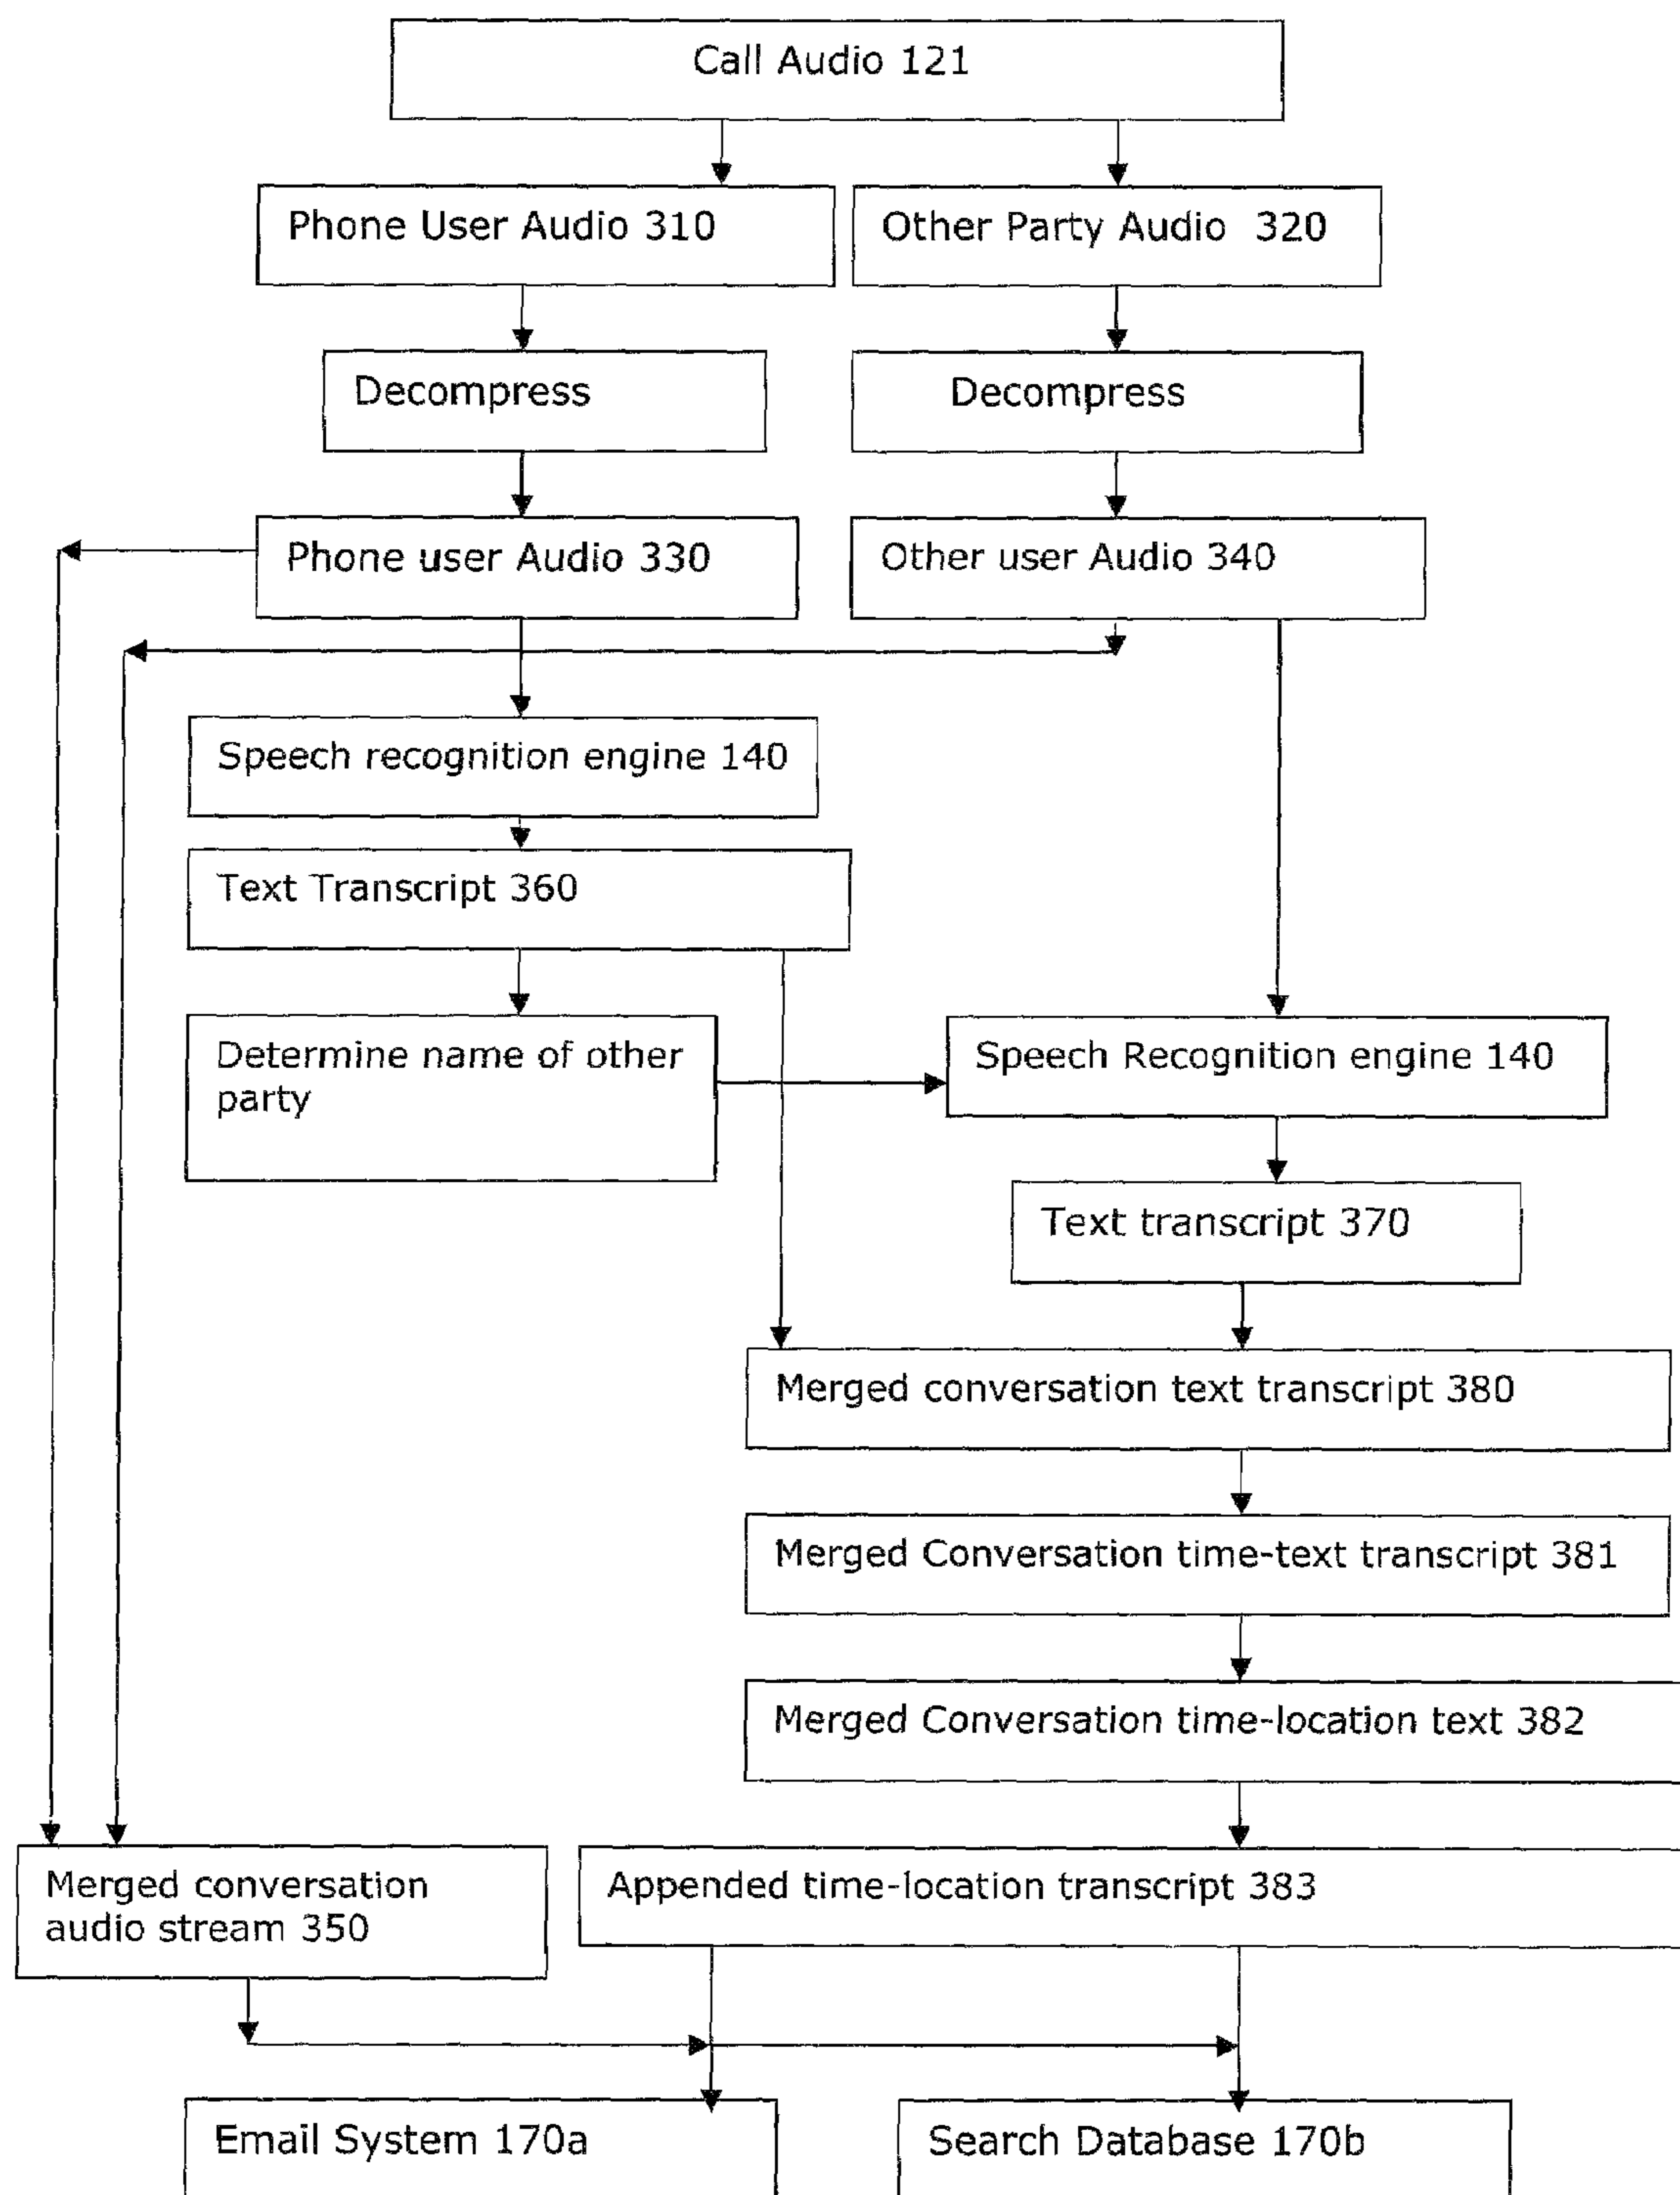 Call Audio 121
Phone User Audio 310
Other Party Audio 320
Decompress
Decompress
Phone user Audio 330
Other user Audio 340
Speech recognition engine 140
Text Transcript 360
Determine name of other
party
Speech Recognition engine 140
Text transcript 370
Merged conversation text transcript 380
Merged Conversation time-text transcript 381
Merged Conversation time-location text 382
Merged conversation
audio stream 350
Appended time-location transcript 383
Email System 170a
Search Database 170b